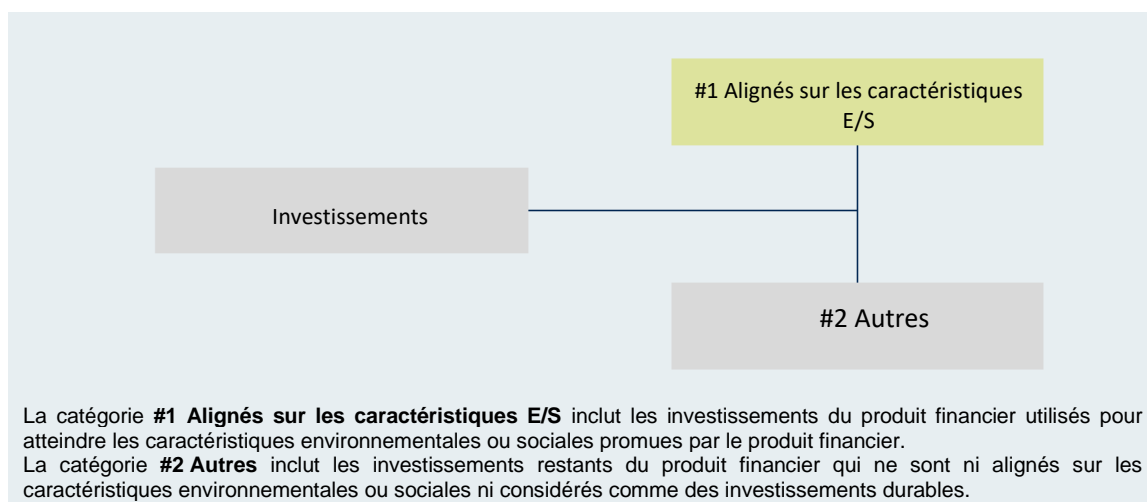 #1 Alignés sur les caractéristiques
E/S
Investissements
#2 Autres
La catégorie #1 Alignés sur les caractéristiques E/S inclut les investissements du produit financier utilisés pour
atteindre les caractéristiques environnementales ou sociales promues par le produit financier.
La catégorie #2 Autres inclut les investissements restants du produit financier qui ne sont ni alignés sur les
caractéristiques environnementales ou sociales ni considérés comme des investissements durables.